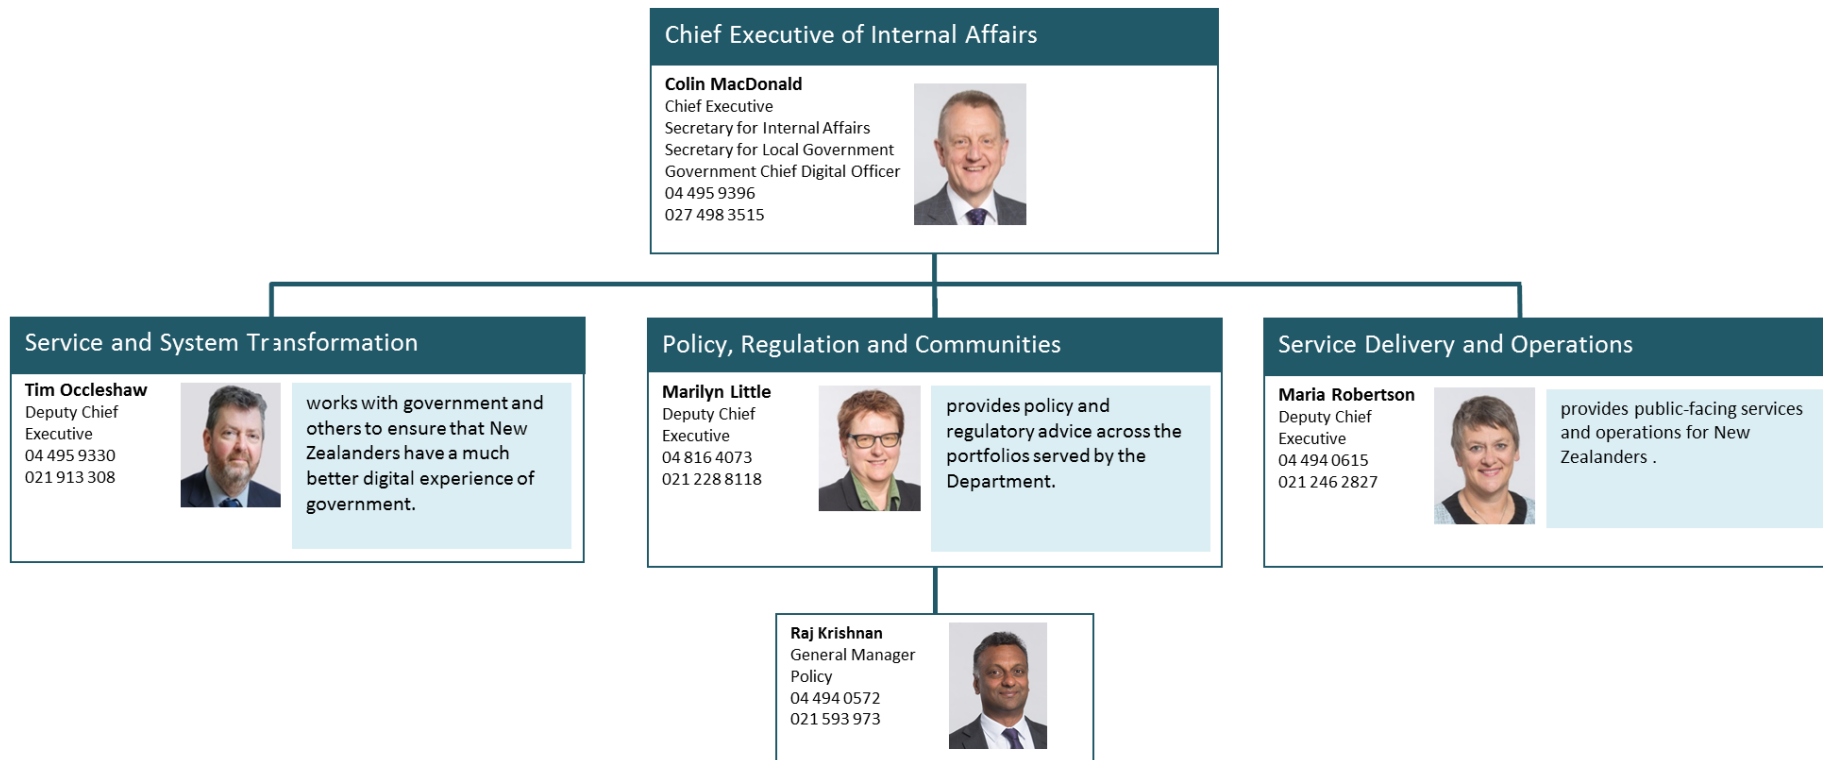 Chief Executive of Internal Affairs
Colin MacDonald
Chief Executive
Secretary for Internal Affairs
Secretary for Local Government
Government Chief Digital Officer
04 495 9396
027 498 3515
Service and System Transformation
Tim Occleshaw
Deputy Chief
Executive
04 495 9330
021 913 308
works with government and
others to ensure that New
Zealanders have a much
better digital experience of
government.
Policy, Regulation and Communities
Marilyn Little
Deputy Chief
Executive
04 816 4073
021 228 8118
provides policy and
regulatory advice across the
portfolios served by the
Department.
Service Delivery and Operations
Maria Robertson
Deputy Chief
Executive
04 494 0615
021 246 2827
provides public-facing services
and operations for New
Zealanders .
Raj Krishnan
General Manager
Policy
04 494 0572
021 593 973